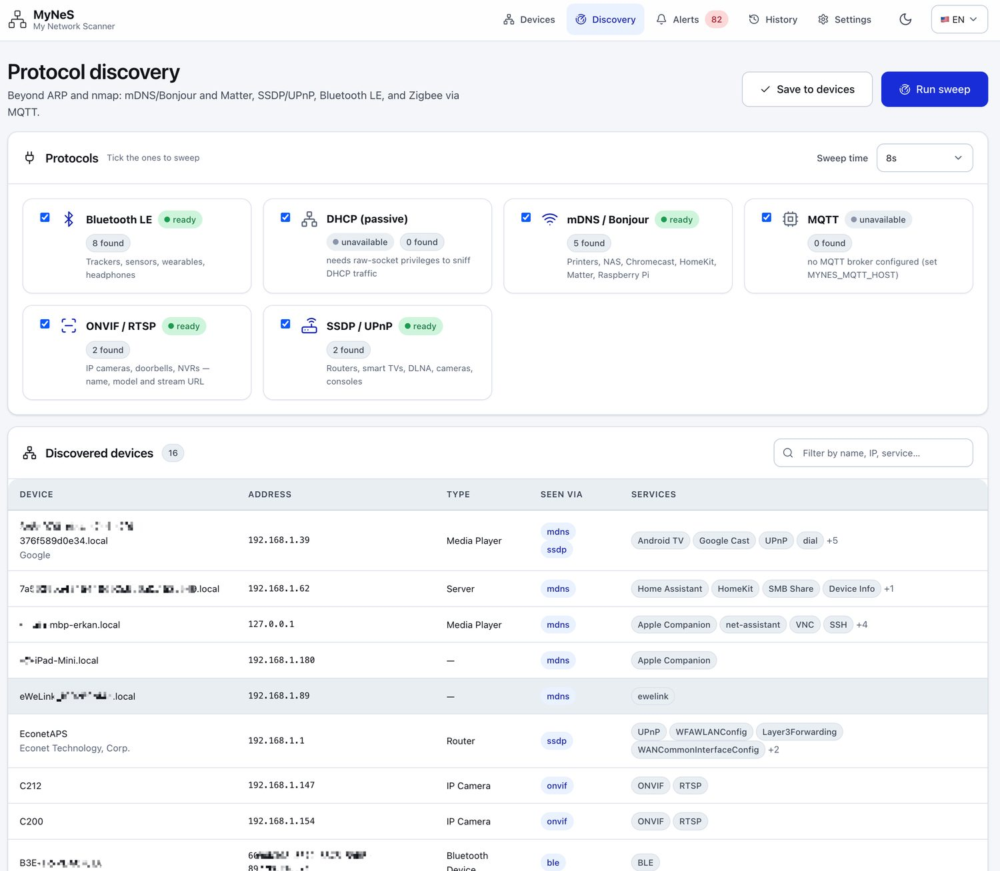 MyNeS
My Network Scanner
Devices
Discovery
Alerts 82
History
Settings
🇺🇸 EN
Protocol discovery
Beyond ARP and nmap: mDNS/Bonjour and Matter, SSDP/UPnP, Bluetooth LE, and Zigbee via
MQTT.
Save to devices
Run sweep
Protocols Tick the ones to sweep
Sweep time 8s
Bluetooth LE ready
8 found
Trackers, sensors, wearables,
headphones
DHCP (passive)
unavailable 0 found
needs raw-socket privileges to sniff
DHCP traffic
mDNS / Bonjour ready
5 found
Printers, NAS, Chromecast, HomeKit,
Matter, Raspberry Pi
MQTT unavailable
0 found
no MQTT broker configured (set
MYNES_MQTT_HOST)
ONVIF / RTSP ready
2 found
IP cameras, doorbells, NVRs —
name, model and stream URL
SSDP / UPnP ready
2 found
Routers, smart TVs, DLNA, cameras,
consoles
Discovered devices 16
Filter by name, IP, service...
DEVICE ADDRESS TYPE SEEN VIA SERVICES
376f589d0e34.local
Google
192.168.1.39
Media Player
mdns
ssdp
Android TV Google Cast UPnP dial +5
.local 192.168.1.62 Server mdns Home Assistant HomeKit SMB Share Device Info +1
mbp-erkan.local 127.0.0.1 Media Player mdns Apple Companion net-assistant VNC SSH +4
iPad-Mini.local 192.168.1.180 — mdns Apple Companion
eWeLink .local 192.168.1.89 — mdns ewelink
EconetAPS
Econet Technology, Corp.
192.168.1.1
Router
ssdp
UPnP WFAWLANConfig Layer3Forwarding
WANCommonInterfaceConfig +2
C212 192.168.1.147 IP Camera onvif ONVIF RTSP
C200 192.168.1.154 IP Camera onvif ONVIF RTSP
B3E-
Bluetooth
Device
ble
BLE